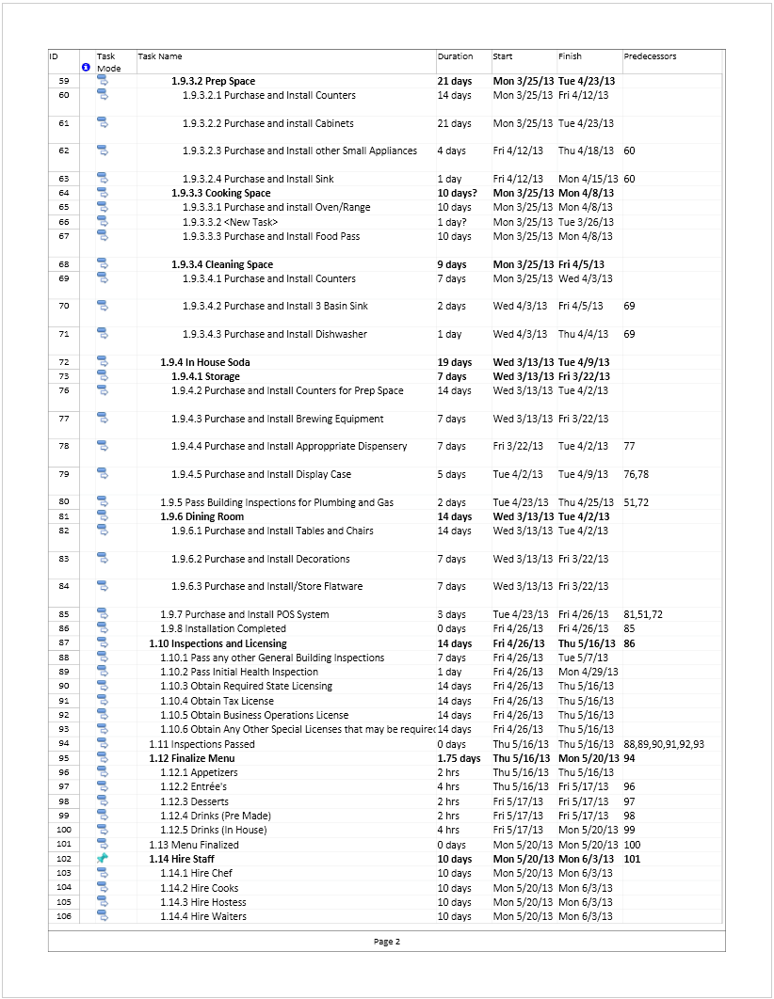 ID Task Mode Task Name Duration Start Finish Predecessors
59 1.9.3.2 Prep Space 21 days Mon 3/25/13 Tue 4/23/13
60 1.9.3.2.1 Purchase and Install Counters 14 days Mon 3/25/13 Fri 4/12/13
61 1.9.3.2.2 Purchase and install Cabinets 21 days Mon 3/25/13 Tue 4/23/13
62 1.9.3.2.3 Purchase and Install other Small Appliances 4 days Fri 4/12/13 Thu 4/18/13 60
63 1.9.3.2.4 Purchase and Install Sink 1 day Fri 4/12/13 Mon 4/15/13 60
64 1.9.3.3 Cooking Space 10 days? Mon 3/25/13 Mon 4/8/13
65 1.9.3.3.1 Purchase and install Oven/Range 10 days Mon 3/25/13 Mon 4/8/13
66 1.9.3.3.2 <New Task> 1 day? Mon 3/25/13 Tue 3/26/13
67 1.9.3.3.3 Purchase and Install Food Pass 10 days Mon 3/25/13 Mon 4/8/13
68 1.9.3.4 Cleaning Space 9 days Mon 3/25/13 Fri 4/5/13
69 1.9.3.4.1 Purchase and Install Counters 7 days Mon 3/25/13 Wed 4/3/13
70 1.9.3.4.2 Purchase and Install 3 Basin Sink 2 days Wed 4/3/13 Fri 4/5/13 69
71 1.9.3.4.3 Purchase and Install Dishwasher 1 day Wed 4/3/13 Thu 4/4/13 69
72 1.9.4 In House Soda 19 days Wed 3/13/13 Tue 4/9/13
73 1.9.4.1 Storage 7 days Wed 3/13/13 Fri 3/22/13
76 1.9.4.2 Purchase and Install Counters for Prep Space 14 days Wed 3/13/13 Tue 4/2/13
77 1.9.4.3 Purchase and Install Brewing Equipment 7 days Wed 3/13/13 Fri 3/22/13
78 1.9.4.4 Purchase and Install Approppriate Dispensery 7 days Fri 3/22/13 Tue 4/2/13 77
79 1.9.4.5 Purchase and Install Display Case 5 days Tue 4/2/13 Tue 4/9/13 76,78
80 1.9.5 Pass Building Inspections for Plumbing and Gas 2 days Tue 4/23/13 Thu 4/25/13 51,72
81 1.9.6 Dining Room 14 days Wed 3/13/13 Tue 4/2/13
82 1.9.6.1 Purchase and Install Tables and Chairs 14 days Wed 3/13/13 Tue 4/2/13
83 1.9.6.2 Purchase and Install Decorations 7 days Wed 3/13/13 Fri 3/22/13
84 1.9.6.3 Purchase and Install/Store Flatware 7 days Wed 3/13/13 Fri 3/22/13
85 1.9.7 Purchase and Install POS System 3 days Tue 4/23/13 Fri 4/26/13 81,51,72
86 1.9.8 Installation Completed 0 days Fri 4/26/13 Fri 4/26/13 85
87 1.10 Inspections and Licensing 14 days Fri 4/26/13 Thu 5/16/13 86
88 1.10.1 Pass any other General Building Inspections 7 days Fri 4/26/13 Tue 5/7/13
89 1.10.2 Pass Initial Health Inspection 1 day Fri 4/26/13 Mon 4/29/13
90 1.10.3 Obtain Required State Licensing 14 days Fri 4/26/13 Thu 5/16/13
91 1.10.4 Obtain Tax License 14 days Fri 4/26/13 Thu 5/16/13
92 1.10.5 Obtain Business Operations License 14 days Fri 4/26/13 Thu 5/16/13
93 1.10.6 Obtain Any Other Special Licenses that may be required 14 days Fri 4/26/13 Thu 5/16/13
94 1.11 Inspections Passed 0 days Thu 5/16/13 Thu 5/16/13 88,89,90,91,92,93
95 1.12 Finalize Menu 1.75 days Thu 5/16/13 Mon 5/20/13 94
96 1.12.1 Appetizers 2 hrs Thu 5/16/13 Thu 5/16/13
97 1.12.2 Entrée's 4 hrs Thu 5/16/13 Fri 5/17/13 96
98 1.12.3 Desserts 2 hrs Fri 5/17/13 Fri 5/17/13 97
99 1.12.4 Drinks (Pre Made) 2 hrs Fri 5/17/13 Fri 5/17/13 98
100 1.12.5 Drinks (In House) 4 hrs Fri 5/17/13 Mon 5/20/13 99
101 1.13 Menu Finalized 0 days Mon 5/20/13 Mon 5/20/13 100
102 1.14 Hire Staff 10 days Mon 5/20/13 Mon 6/3/13 101
103 1.14.1 Hire Chef 10 days Mon 5/20/13 Mon 6/3/13
104 1.14.2 Hire Cooks 10 days Mon 5/20/13 Mon 6/3/13
105 1.14.3 Hire Hostess 10 days Mon 5/20/13 Mon 6/3/13
106 1.14.4 Hire Waiters 10 days Mon 5/20/13 Mon 6/3/13
Page 2